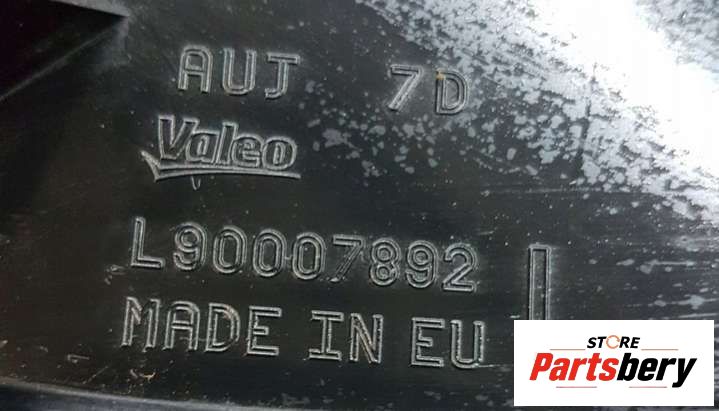 AUJ 7D
Valeo
L90007892
MADE IN EU
STORE
Partsbery